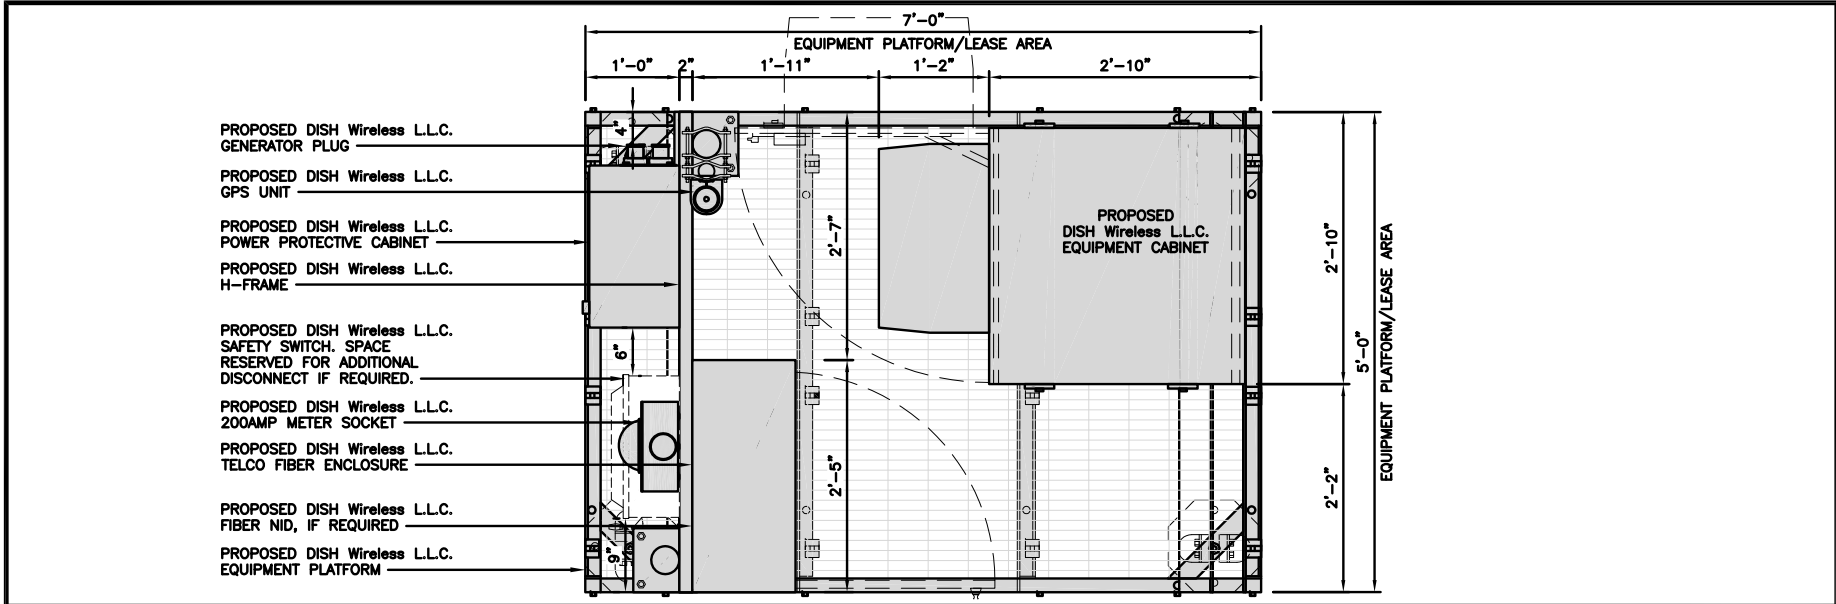 7'-0"
EQUIPMENT PLATFORM/LEASE AREA
1'-0"
2"
1'-11"
1'-2"
2'-10"
4"
PROPOSED DISH Wireless L.L.C.
GENERATOR PLUG
PROPOSED DISH Wireless L.L.C.
GPS UNIT
PROPOSED DISH Wireless L.L.C.
POWER PROTECTIVE CABINET
PROPOSED DISH Wireless L.L.C.
H-FRAME
PROPOSED DISH Wireless L.L.C.
SAFETY SWITCH. SPACE
RESERVED FOR ADDITIONAL
DISCONNECT IF REQUIRED.
PROPOSED DISH Wireless L.L.C.
200AMP METER SOCKET
PROPOSED DISH Wireless L.L.C.
TELCO FIBER ENCLOSURE
PROPOSED DISH Wireless L.L.C.
FIBER NID, IF REQUIRED
PROPOSED DISH Wireless L.L.C.
EQUIPMENT PLATFORM
6"
9"
2'-7"
2'-5"
PROPOSED
DISH Wireless L.L.C.
EQUIPMENT CABINET
2'-10"
2'-2"
5'-0"
EQUIPMENT PLATFORM/LEASE AREA